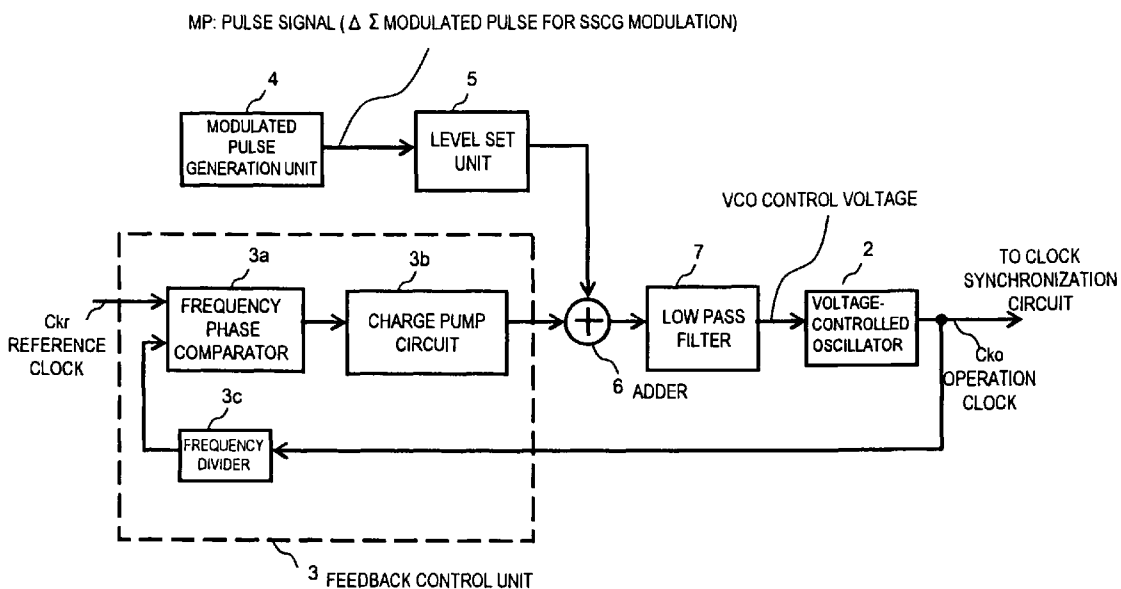 MP: PULSE SIGNAL ( Δ Σ MODULATED PULSE FOR SSCG MODULATION)
4
MODULATED
PULSE
GENERATION UNIT
5
LEVEL SET
UNIT
VCO CONTROL VOLTAGE
3a
FREQUENCY
PHASE
COMPARATOR
3b
CHARGE PUMP
CIRCUIT
7
LOW PASS
FILTER
2
VOLTAGE-
CONTROLLED
OSCILLATOR
TO CLOCK
SYNCHRONIZATION
CIRCUIT
Ckr
REFERENCE
CLOCK
6 ADDER
Cko
OPERATION
CLOCK
3c
FREQUENCY
DIVIDER
3 FEEDBACK CONTROL UNIT